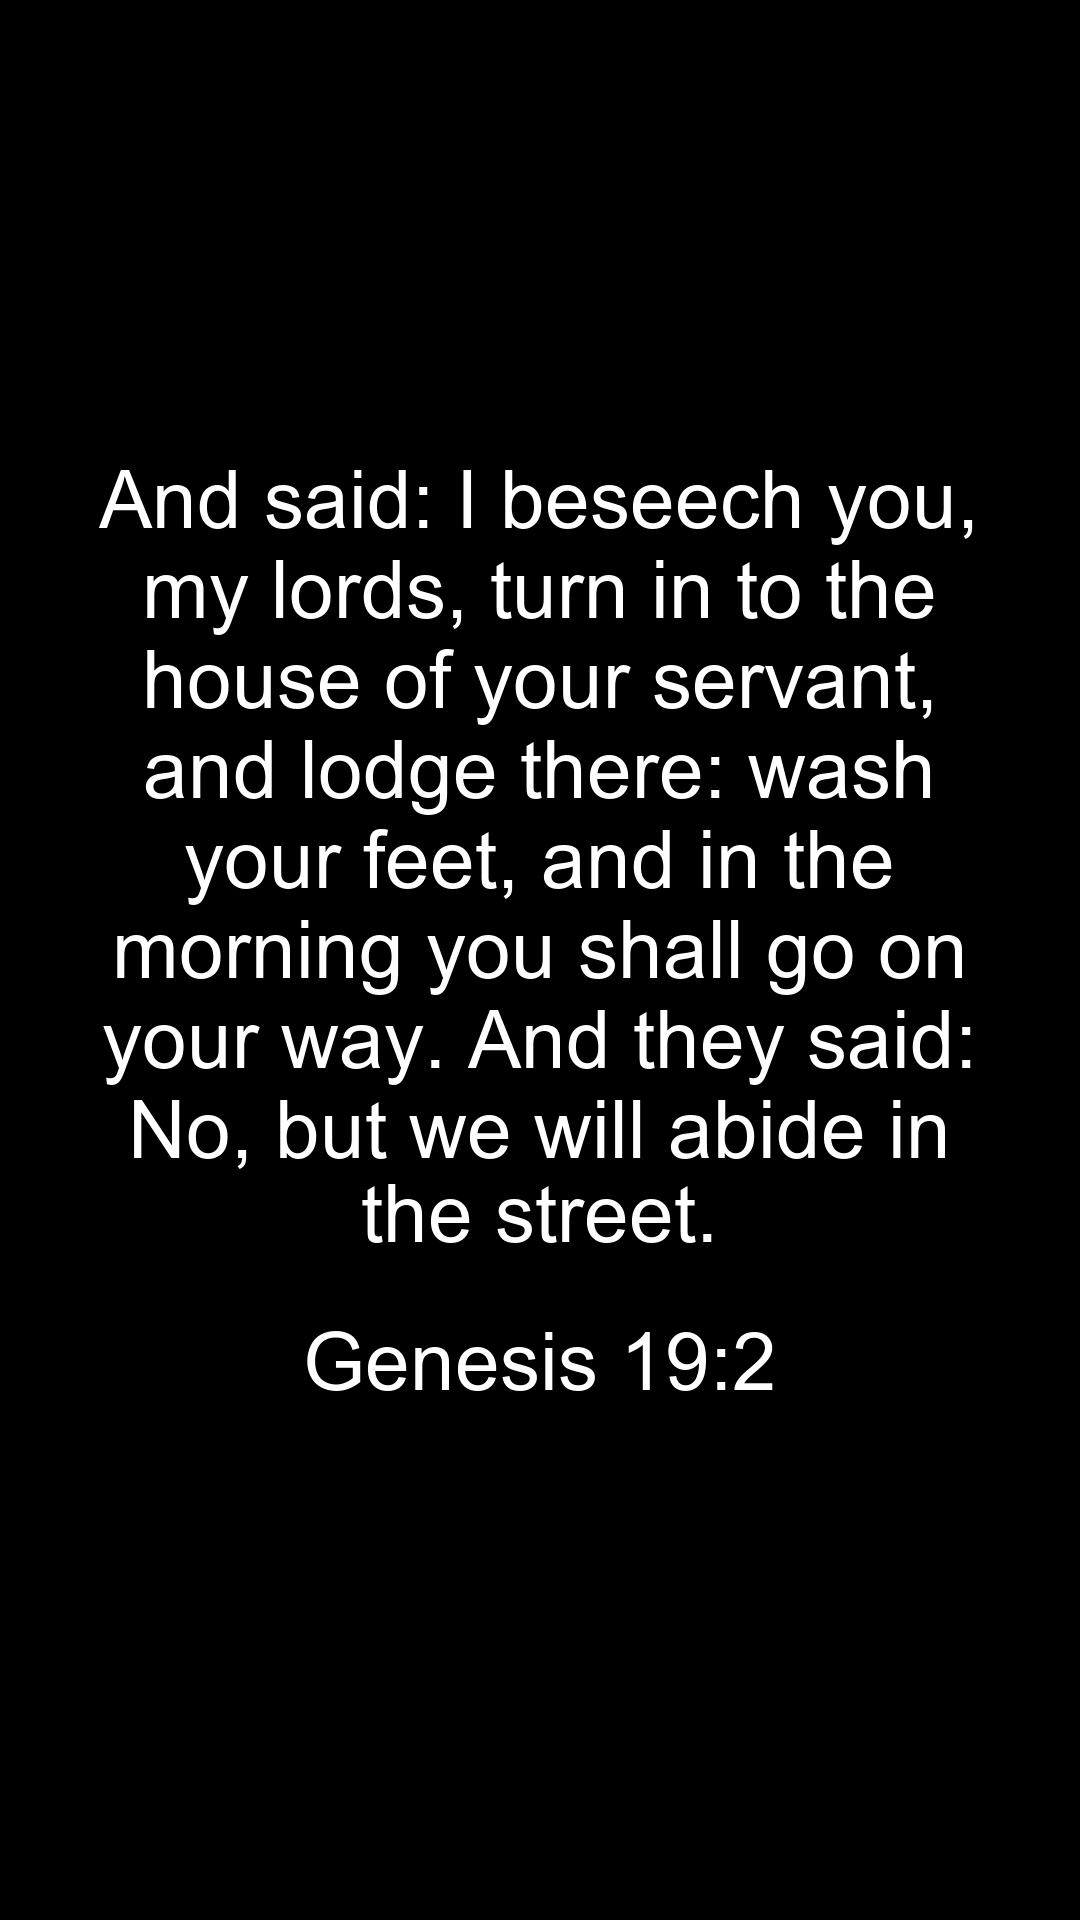 And said: I beseech you,
my lords, turn in to the
house of your servant,
and lodge there: wash
your feet, and in the
morning you shall go on
your way. And they said:
No, but we will abide in
the street.
Genesis 19:2